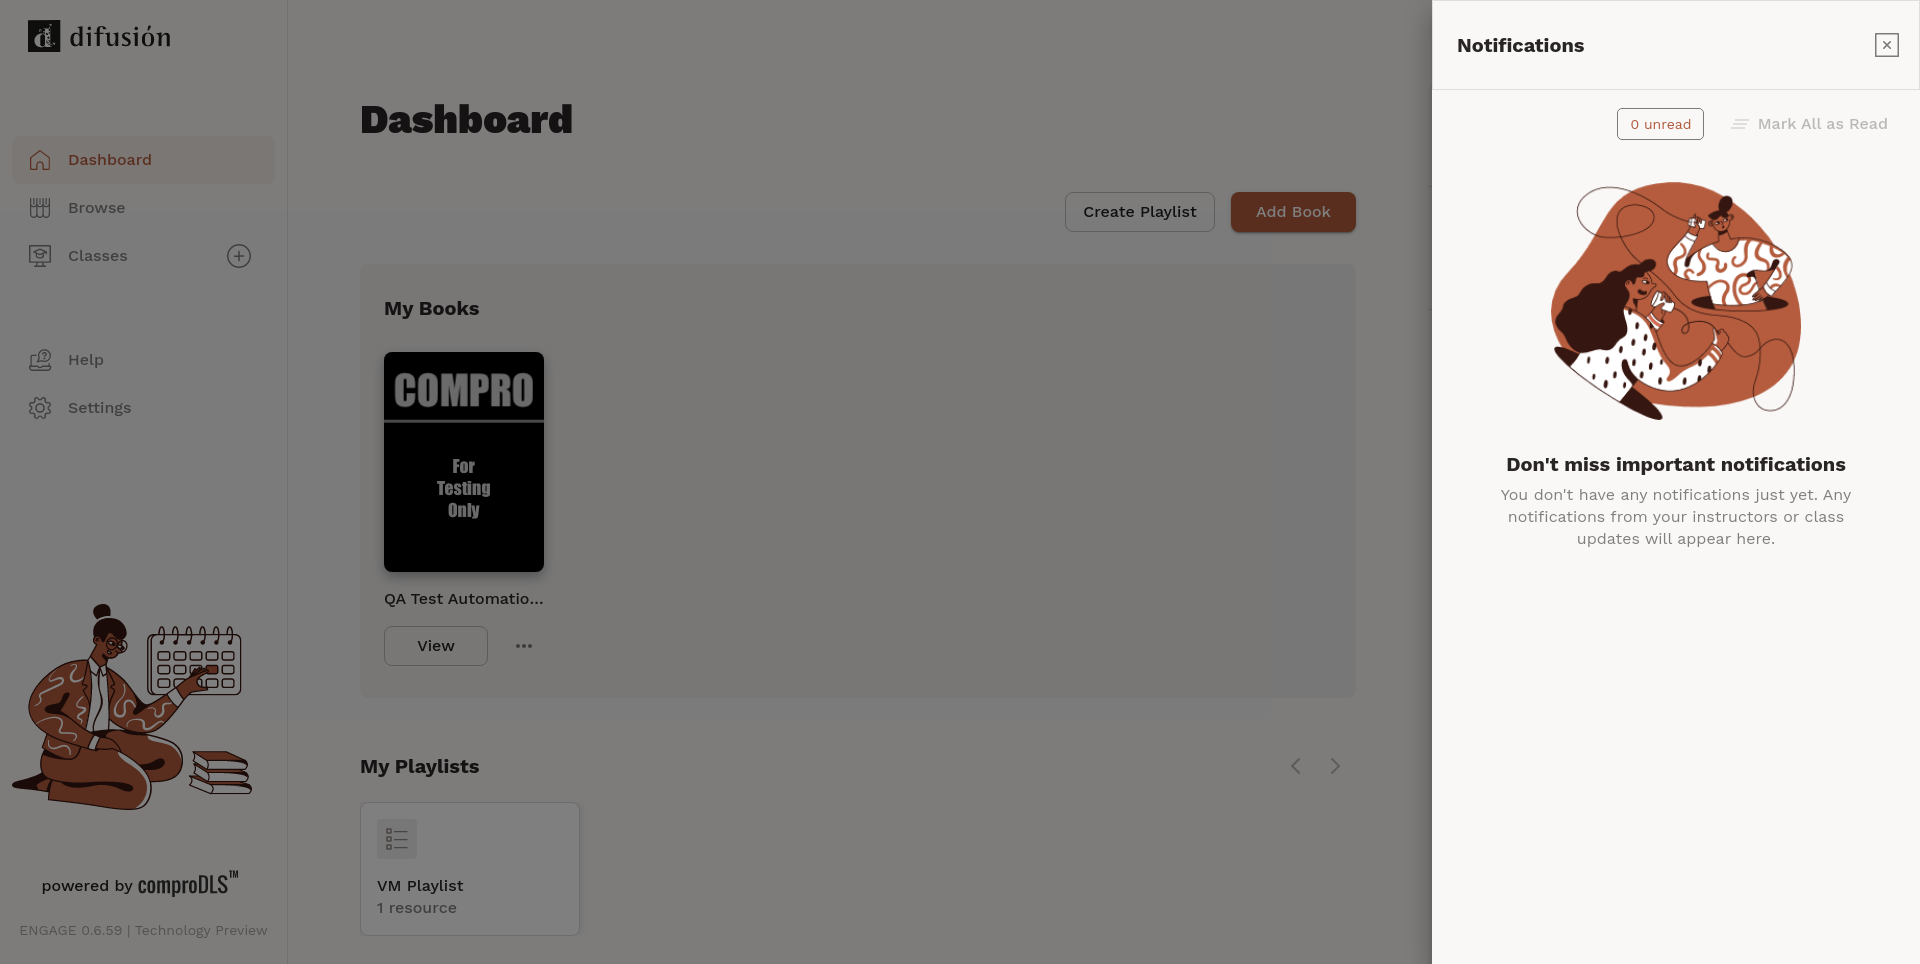 difusión
Dashboard
Browse
Classes
Help
Settings
powered by comproDLS™
ENGAGE 0.6.59 | Technology Preview
Dashboard
Create Playlist
Add Book
My Books
COMPRO
For
Testing
Only
QA Test Automatio...
View
My Playlists
VM Playlist
1 resource
Notifications
0 unread
Mark All as Read
Don't miss important notifications
You don't have any notifications just yet. Any
notifications from your instructors or class
updates will appear here.